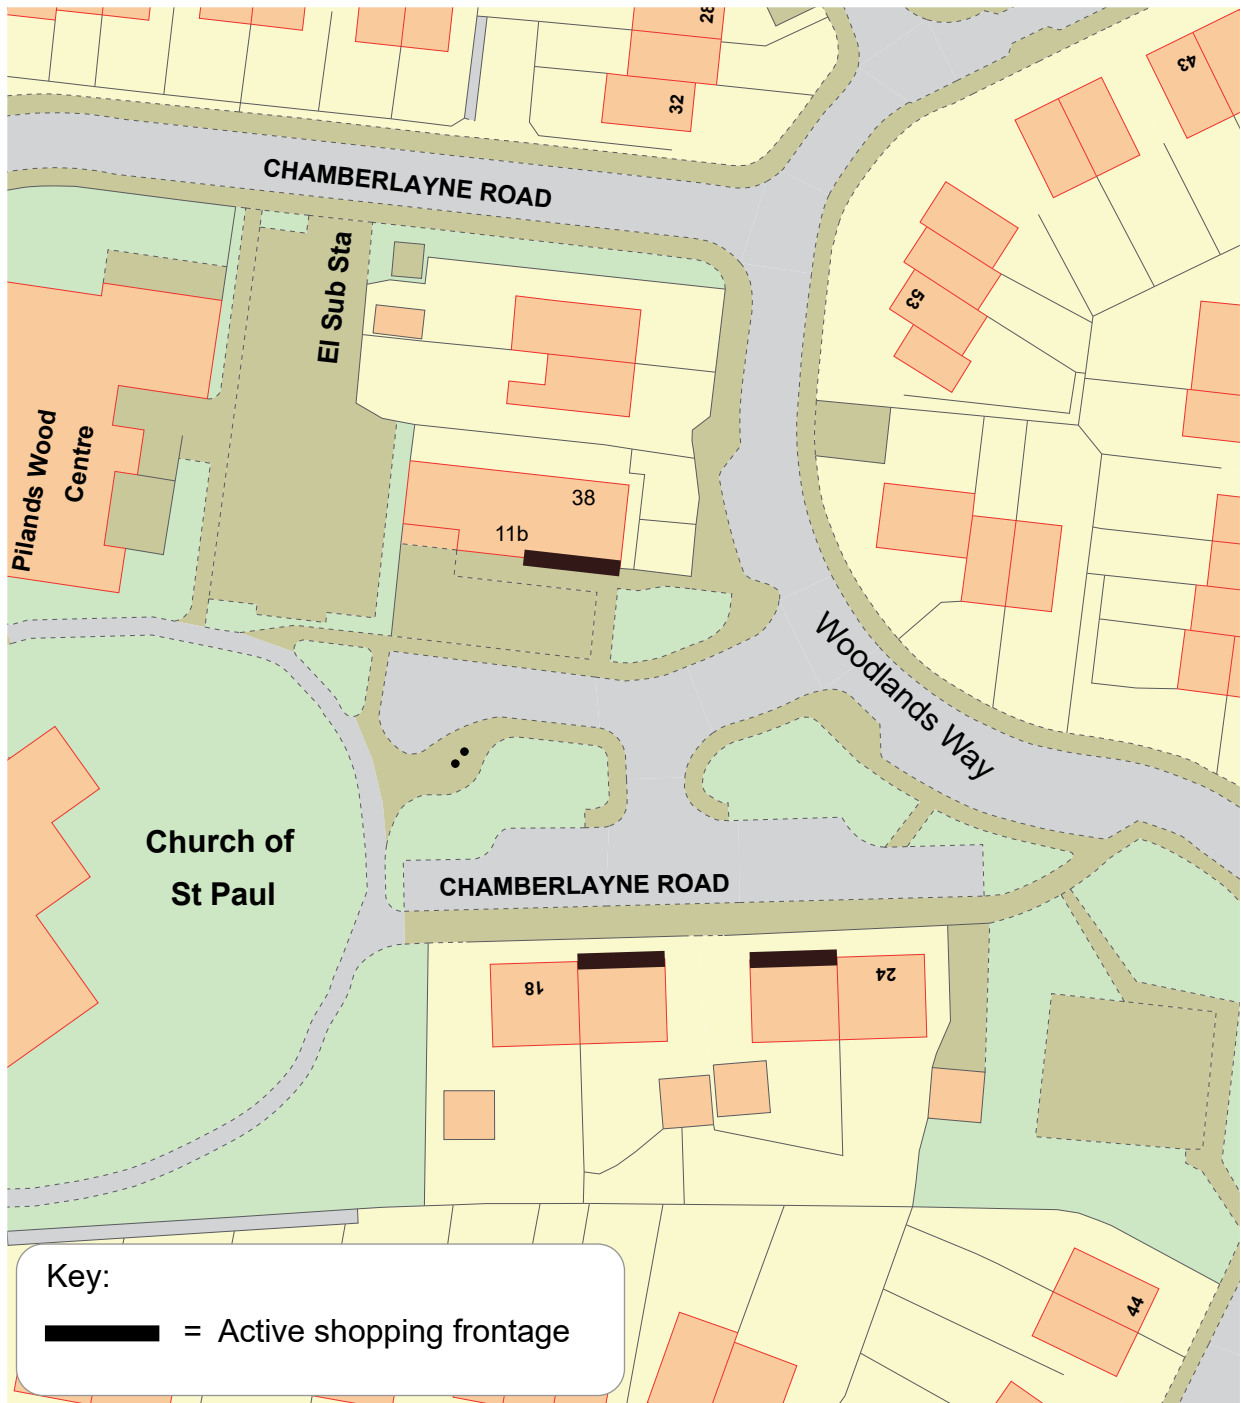 28
43
32
CHAMBERLAYNE ROAD
El Sub Sta
53
Pilands Wood
Centre
38
11b
Woodlands Way
Church of
St Paul
CHAMBERLAYNE ROAD
18
24
Key:
= Active shopping frontage
44